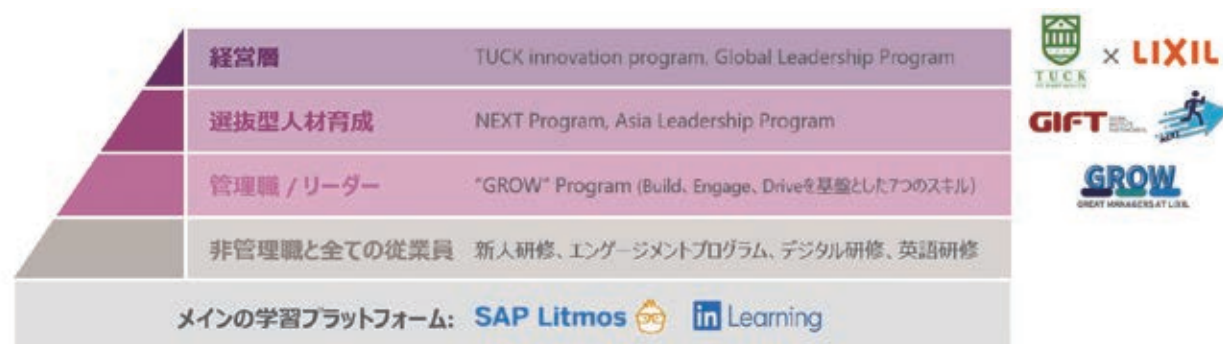 経営層 TUCK innovation program, Global Leadership Program
TUCK
× LIXIL
選抜型人材育成 NEXT Program, Asia Leadership Program
GIFT
NEXT
管理職 / リーダー "GROW" Program (Build、Engage、Driveを基盤とした7つのスキル)
GROW
GREAT MANAGERS AT LIXIL
非管理職と全ての従業員 新人研修、エンゲージメントプログラム、デジタル研修、英語研修
メインの学習プラットフォーム: SAP Litmos in Learning